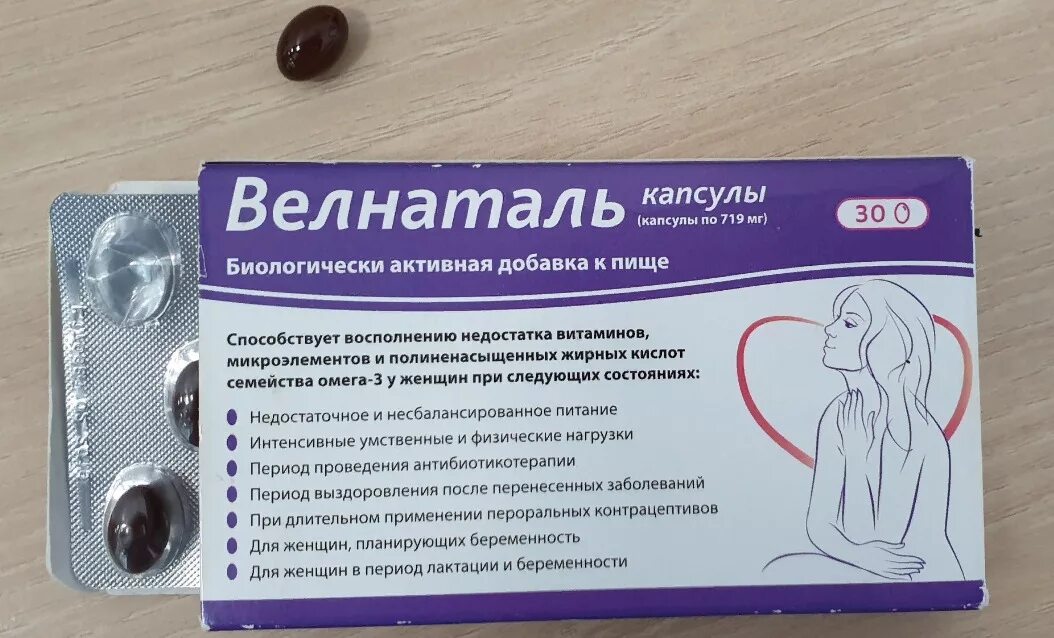 Велнаталь капсулы
(капсулы по 719 мг)
30
Биологически активная добавка к пище
Способствует восполнению недостатка витаминов,
микроэлементов и полиненасыщенных жирных кислот
семейства омега-3 у женщин при следующих состояниях:
Недостаточное и несбалансированное питание
Интенсивные умственные и физические нагрузки
Период проведения антибиотикотерапии
Период выздоровления после перенесенных заболеваний
При длительном применении пероральных контрацептивов
Для женщин, планирующих беременность
Для женщин в период лактации и беременности